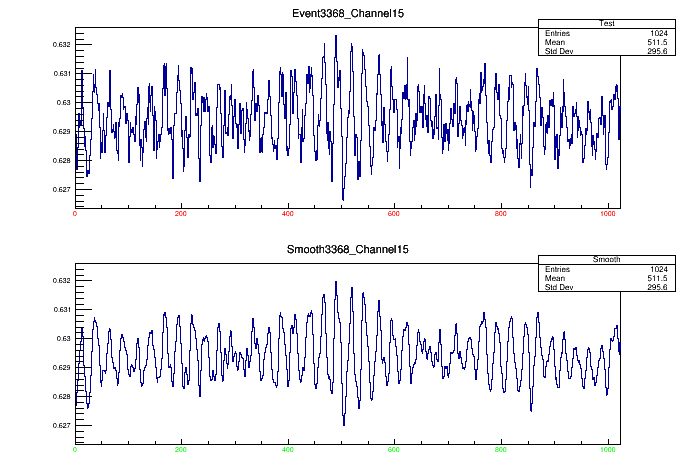 Event3368_Channel15
Test
Entries 1024
Mean 511.5
Std Dev 295.6
0.632
0.631
0.63
0.629
0.628
0.627
0 200 400 600 800 1000
Smooth3368_Channel15
Smooth
Entries 1024
Mean 511.5
Std Dev 295.6
0.632
0.631
0.63
0.629
0.628
0.627
0 200 400 600 800 1000